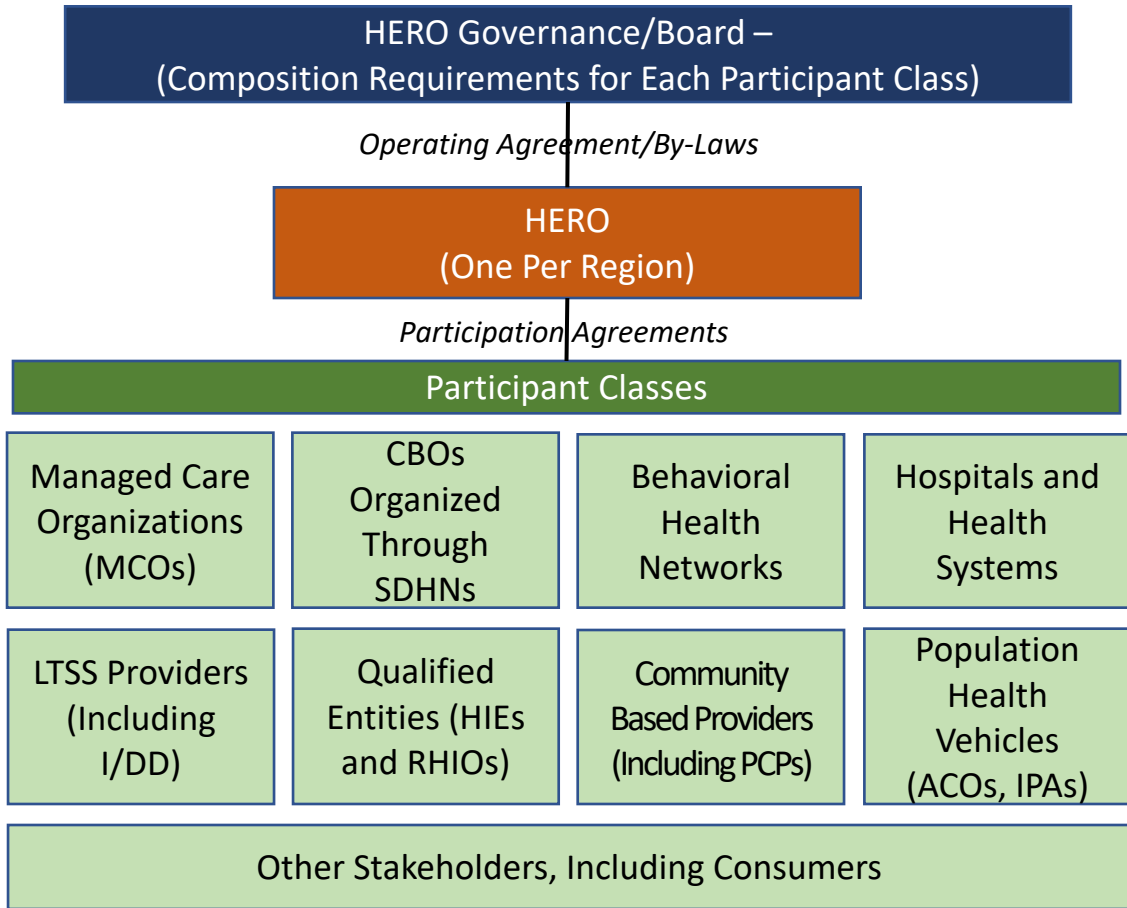 HERO Governance/Board –
(Composition Requirements for Each Participant Class)
Operating Agreement/By-Laws
HERO
(One Per Region)
Participation Agreements
Participant Classes
Managed Care
Organizations
(MCOs)
CBOs
Organized
Through
SDHNs
Behavioral
Health
Networks
Hospitals and
Health
Systems
LTSS Providers
(Including
I/DD)
Qualified
Entities (HIEs
and RHIOs)
Community
Based Providers
(Including PCPs)
Population
Health
Vehicles
(ACOs, IPAs)
Other Stakeholders, Including Consumers